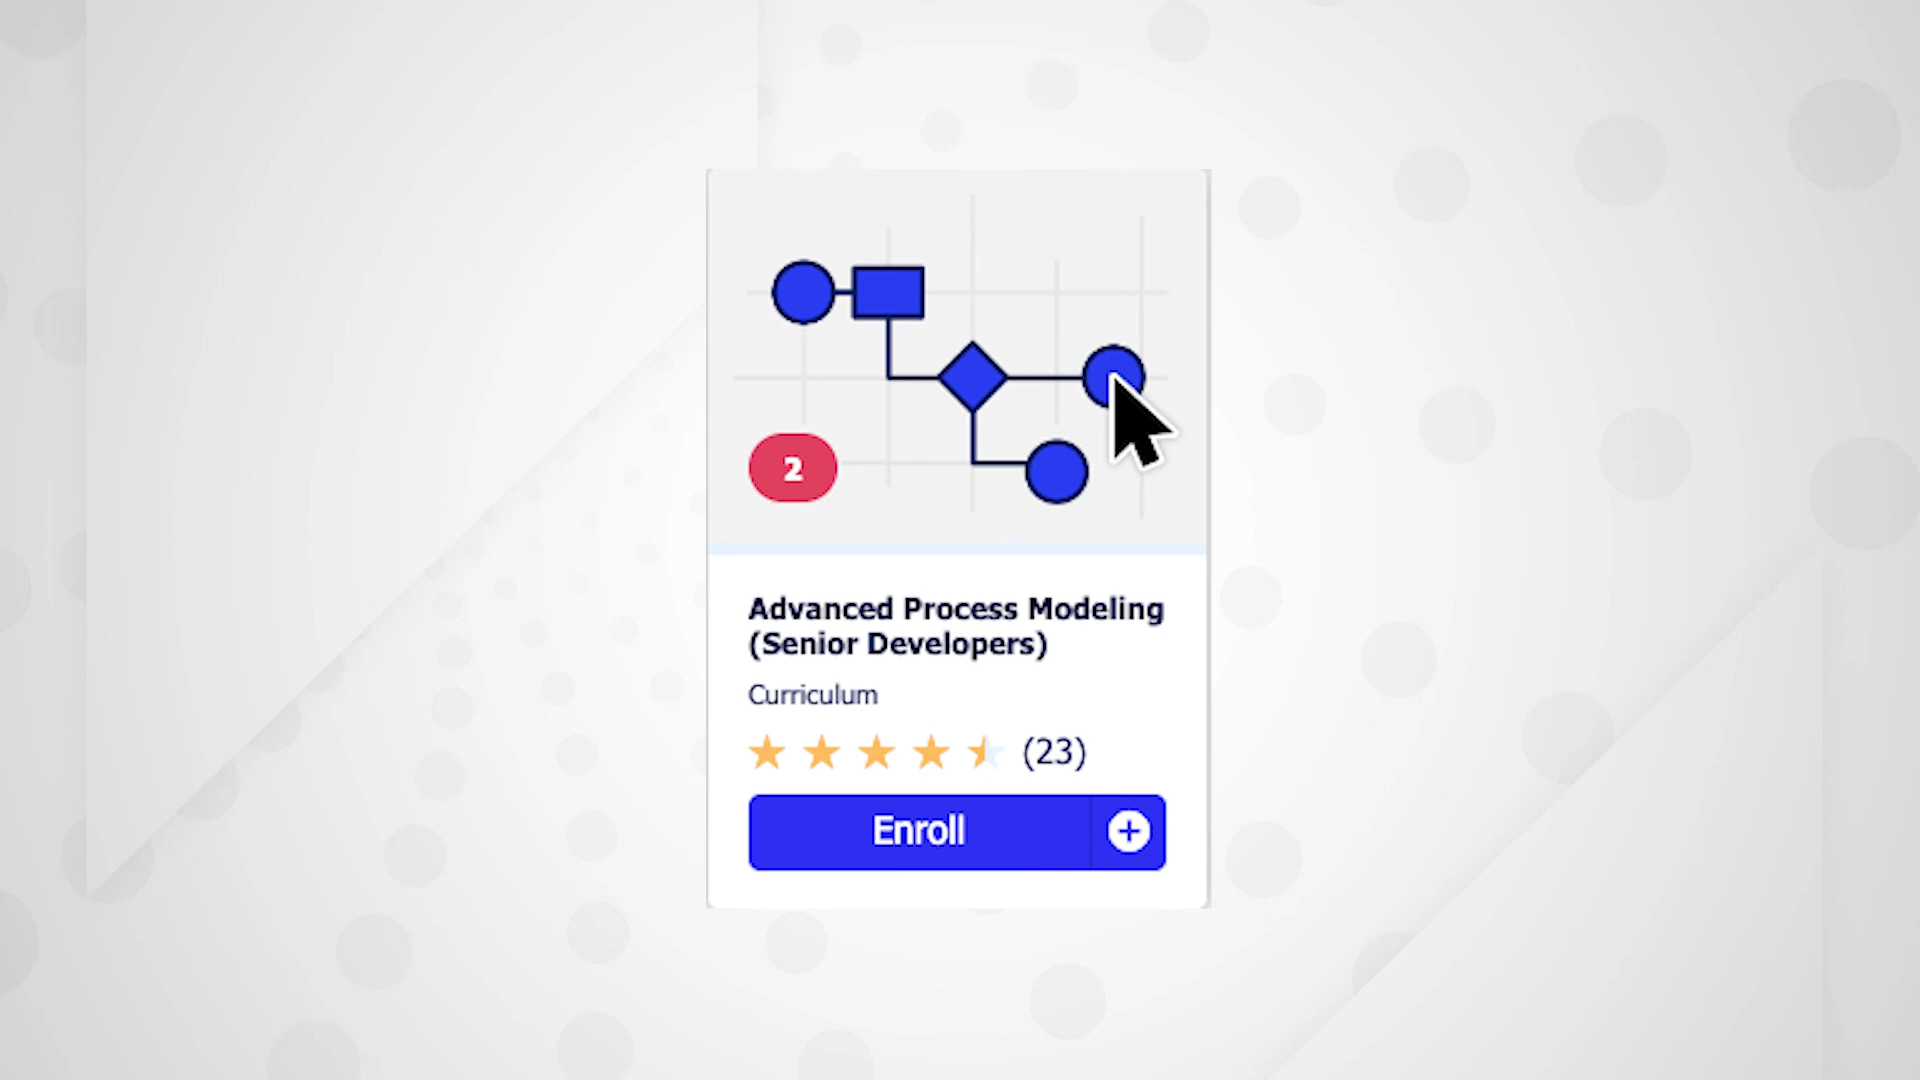 2
Advanced Process Modeling
(Senior Developers)
Curriculum
(23)
Enroll